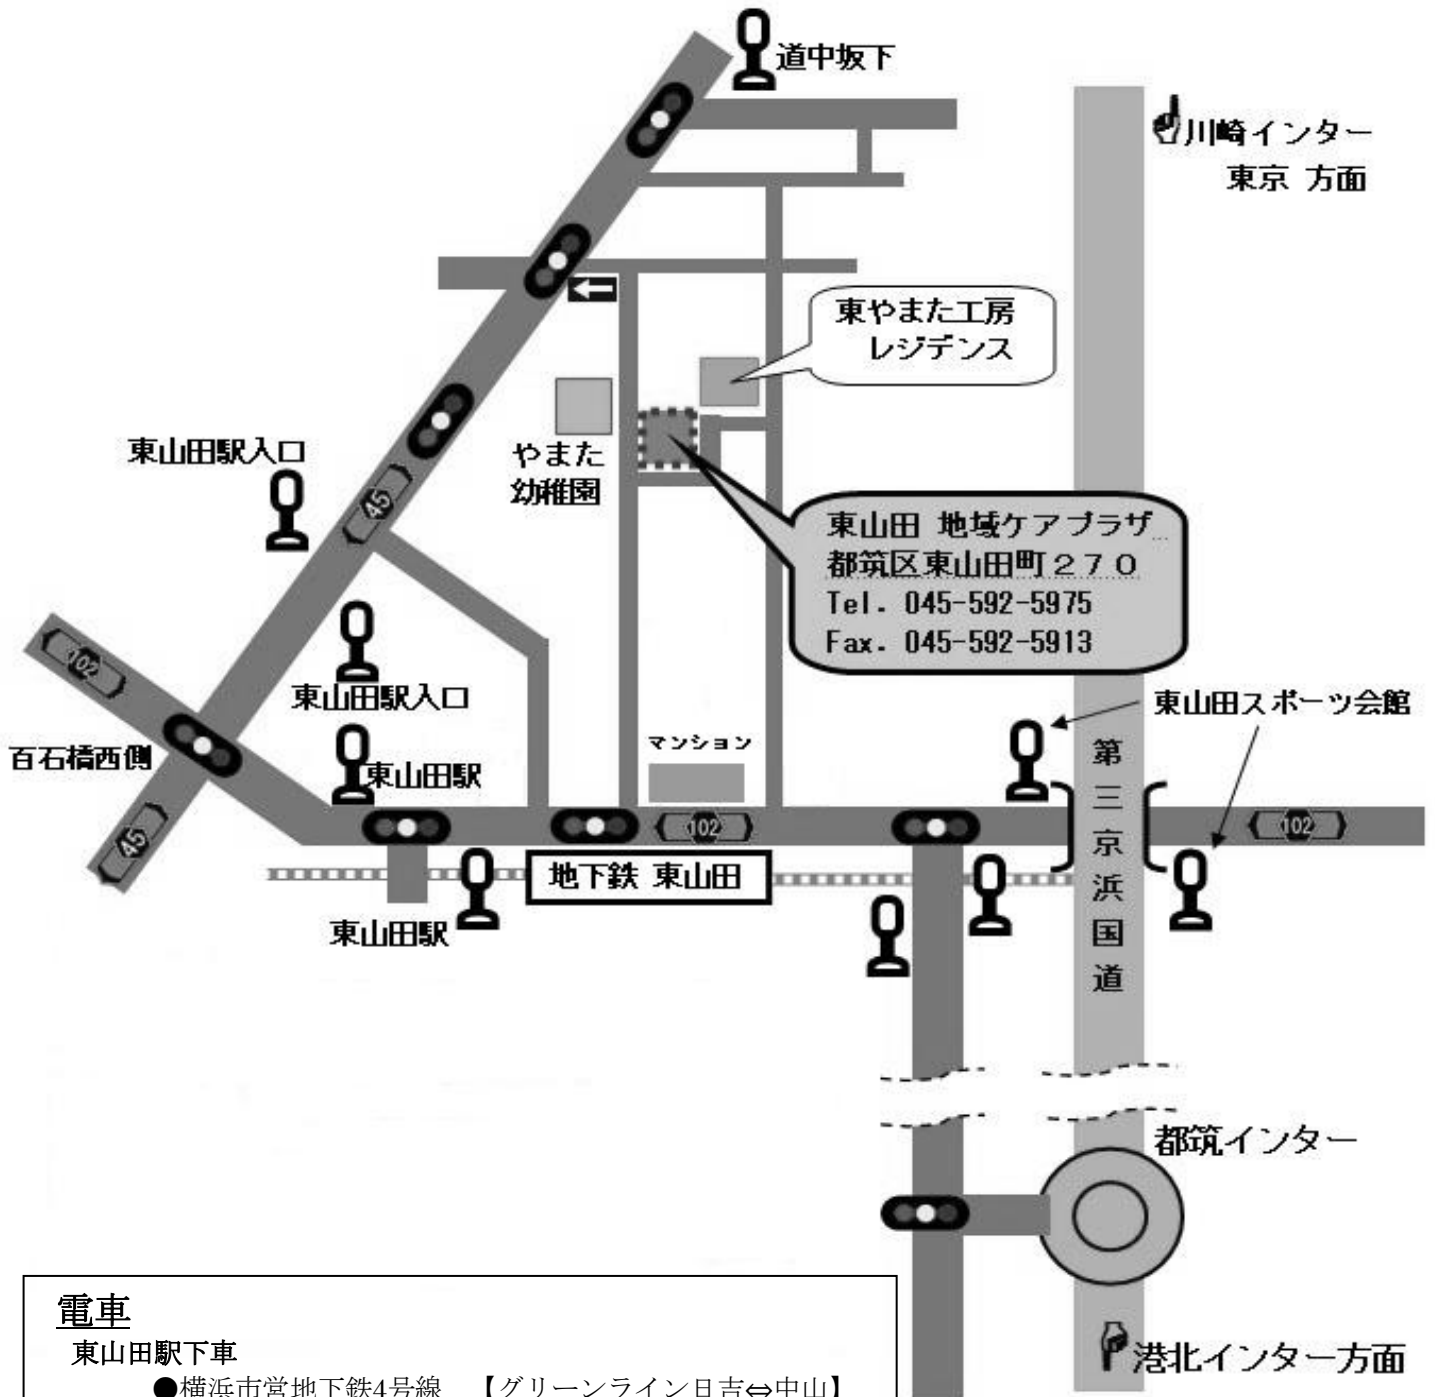 道中坂下
川崎インター
東京 方面
東やまた工房
レジデンス
東山田駅入口
やまた
幼稚園
45
東山田 地域ケアプラザ
都筑区東山田町270
Tel. 045-592-5975
Fax. 045-592-5913
102
東山田駅入口
東山田スポーツ会館
百石橋西側
東山田駅
マンション
第三京浜国道
45
102
102
地下鉄 東山田
東山田駅
都筑インター
港北インター方面
電車
東山田駅下車
●横浜市営地下鉄4号線 【グリーンライン日吉⇔中山】